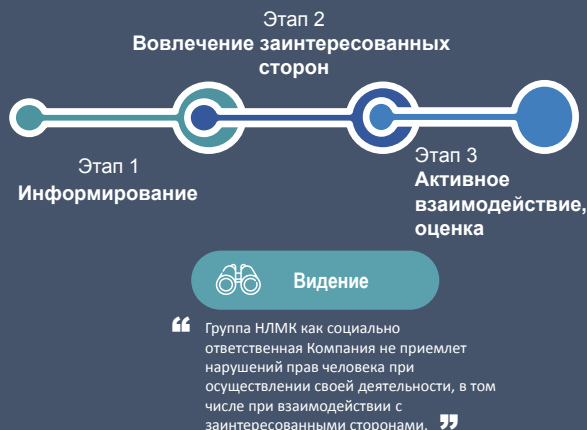 Этап 2
Вовлечение заинтересованных
сторон
Этап 1
Информирование
Этап 3
Активное
взаимодействие,
оценка
Видение
❝ Группа НЛМК как социально
ответственная Компания не приемлет
нарушений прав человека при
осуществлении своей деятельности, в том
числе при взаимодействии с
заинтересованными сторонами. ❞